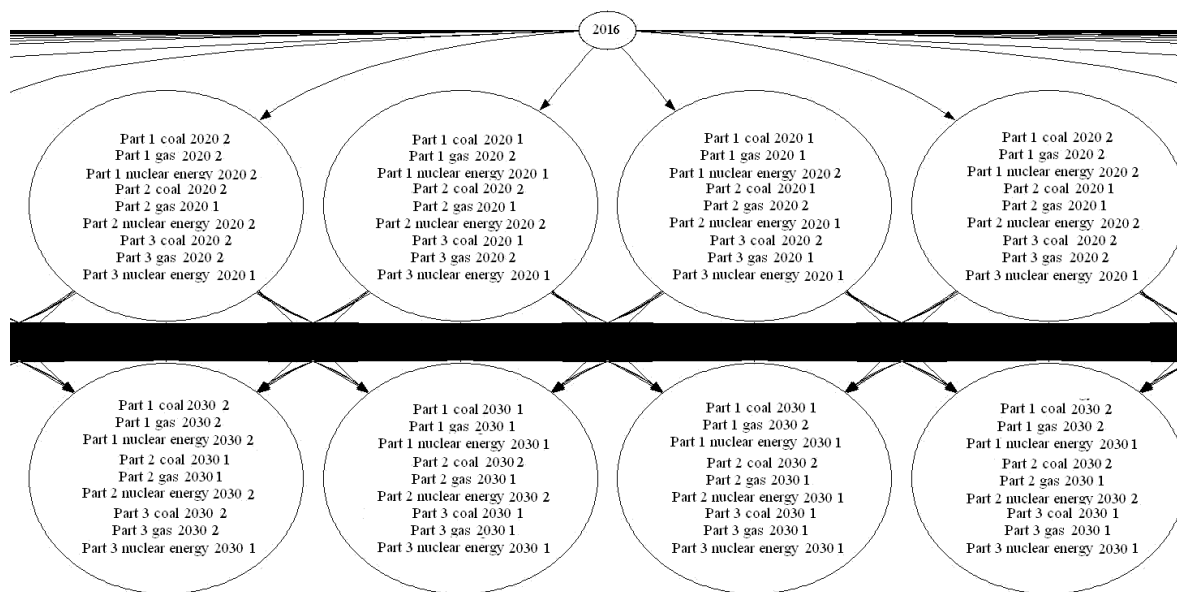 2016
Part 1 coal 2020 2
Part 1 gas 2020 2
Part 1 nuclear energy 2020 2
Part 2 coal 2020 2
Part 2 gas 2020 1
Part 2 nuclear energy 2020 2
Part 3 coal 2020 2
Part 3 gas 2020 2
Part 3 nuclear energy 2020 1
Part 1 coal 2020 1
Part 1 gas 2020 2
Part 1 nuclear energy 2020 1
Part 2 coal 2020 2
Part 2 gas 2020 1
Part 2 nuclear energy 2020 2
Part 3 coal 2020 1
Part 3 gas 2020 2
Part 3 nuclear energy 2020 1
Part 1 coal 2020 1
Part 1 gas 2020 1
Part 1 nuclear energy 2020 2
Part 2 coal 2020 1
Part 2 gas 2020 2
Part 2 nuclear energy 2020 1
Part 3 coal 2020 2
Part 3 gas 2020 1
Part 3 nuclear energy 2020 1
Part 1 coal 2020 2
Part 1 gas 2020 2
Part 1 nuclear energy 2020 2
Part 2 coal 2020 1
Part 2 gas 2020 1
Part 2 nuclear energy 2020 2
Part 3 coal 2020 2
Part 3 gas 2020 2
Part 3 nuclear energy 2020 1
Part 1 coal 2030 2
Part 1 gas 2030 2
Part 1 nuclear energy 2030 2
Part 2 coal 2030 1
Part 2 gas 2030 1
Part 2 nuclear energy 2030 2
Part 3 coal 2030 2
Part 3 gas 2030 2
Part 3 nuclear energy 2030 1
Part 1 coal 2030 1
Part 1 gas 2030 1
Part 1 nuclear energy 2030 1
Part 2 coal 2030 2
Part 2 gas 2030 1
Part 2 nuclear energy 2030 2
Part 3 coal 2030 1
Part 3 gas 2030 1
Part 3 nuclear energy 2030 1
Part 1 coal 2030 1
Part 1 gas 2030 2
Part 1 nuclear energy 2030 1
Part 2 coal 2030 2
Part 2 gas 2030 1
Part 2 nuclear energy 2030 1
Part 3 coal 2030 1
Part 3 gas 2030 1
Part 3 nuclear energy 2030 1
Part 1 coal 2030 2
Part 1 gas 2030 2
Part 1 nuclear energy 2030 1
Part 2 coal 2030 2
Part 2 gas 2030 1
Part 2 nuclear energy 2030 2
Part 3 coal 2030 1
Part 3 gas 2030 1
Part 3 nuclear energy 2030 1